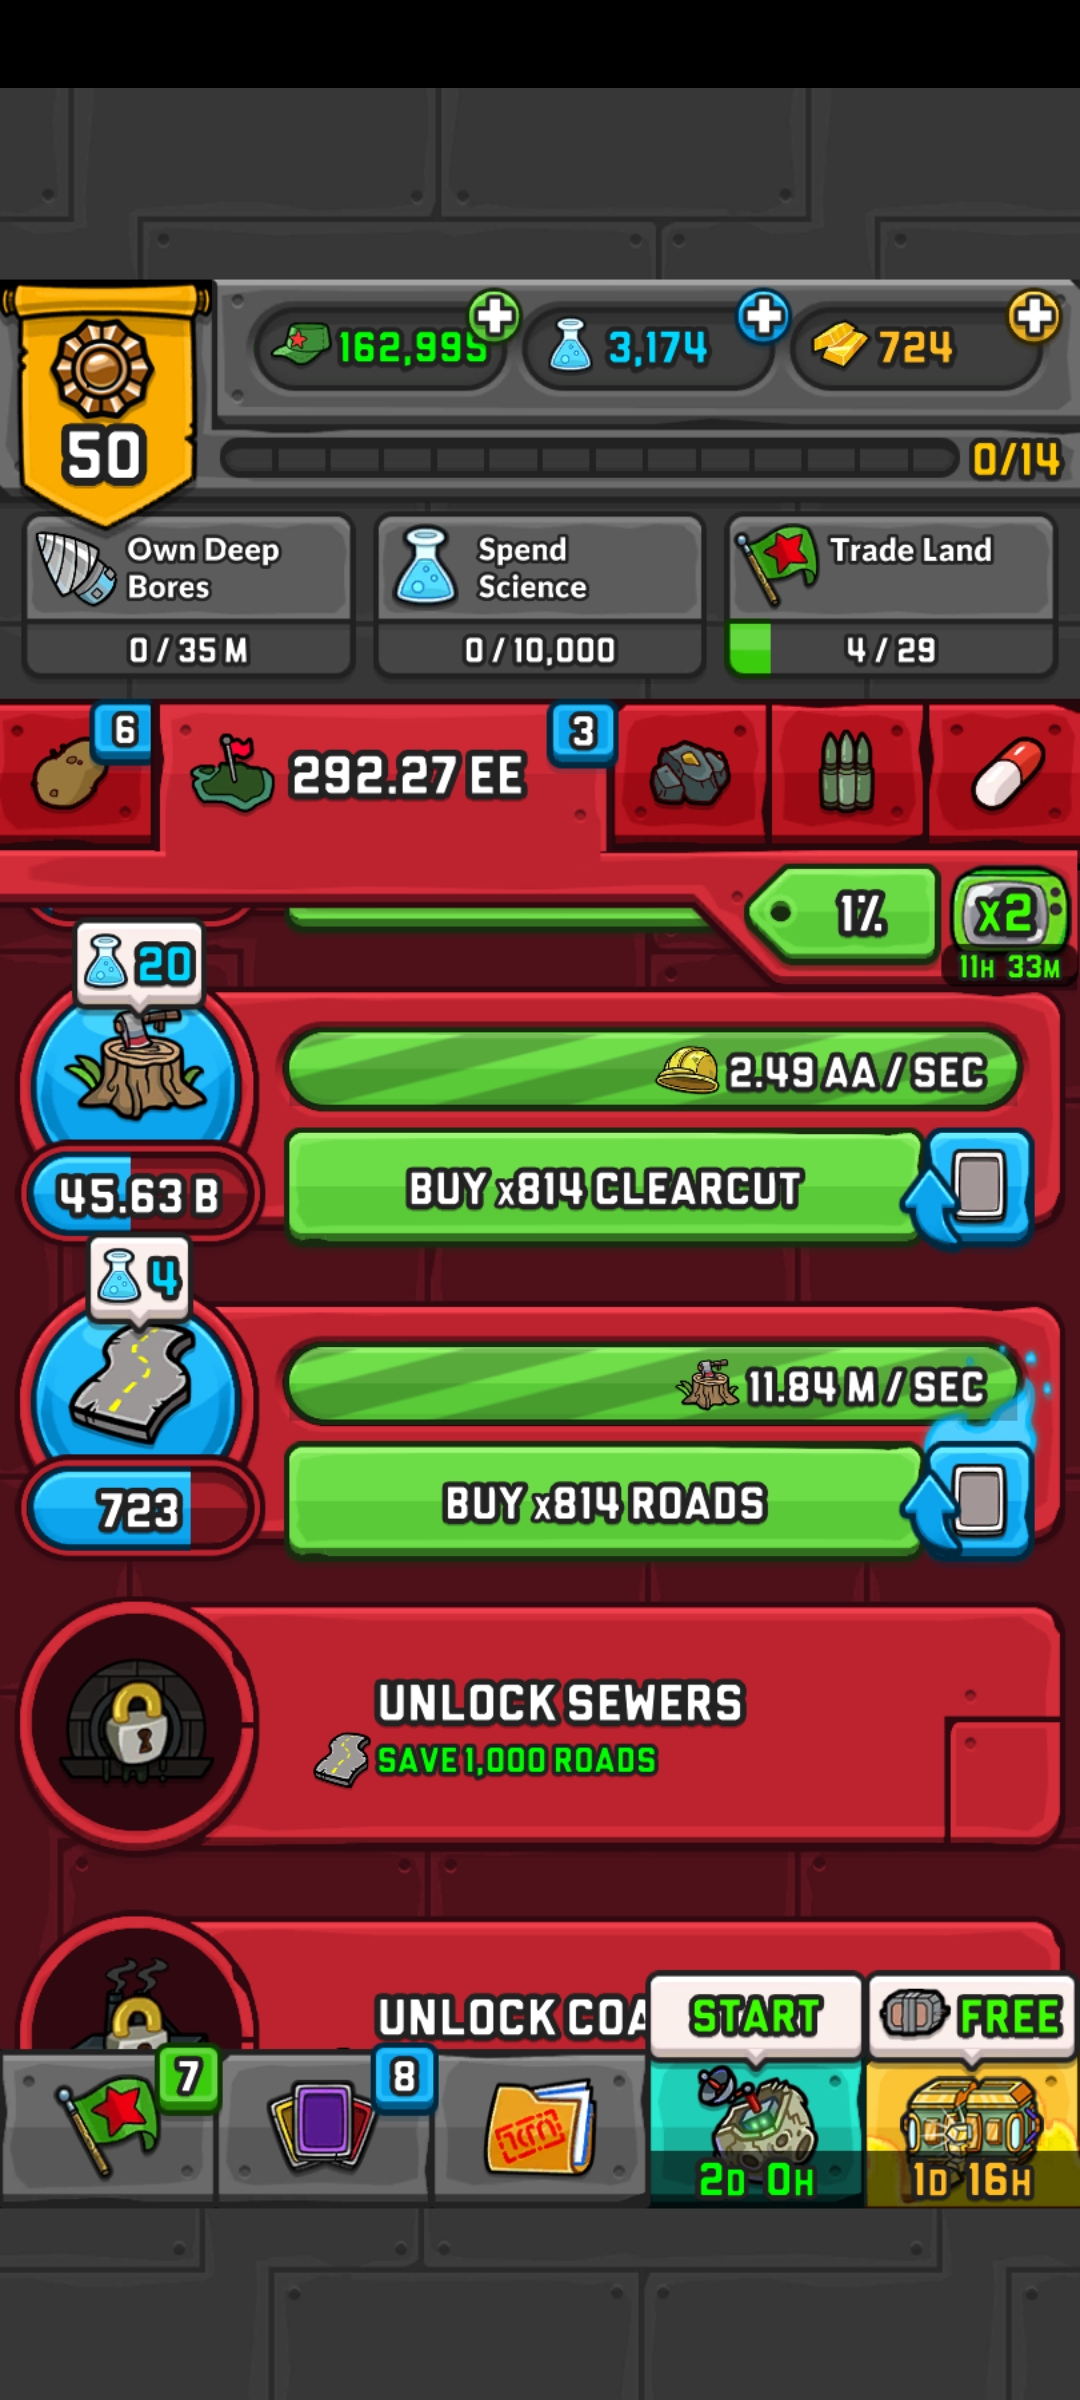 162,995
3,174
724
50
0/14
Own Deep
Bores
0 / 35 M
Spend
Science
0 / 10,000
Trade Land
4 / 29
6
292.27 EE
3
1%
x2
11H 33M
20
2.49 AA / SEC
45.63 B
BUY x814 CLEARCUT
4
11.84 M / SEC
723
BUY x814 ROADS
UNLOCK SEWERS
SAVE 1,000 ROADS
UNLOCK COA
START
FREE
7
8
2D 0H
1D 16H